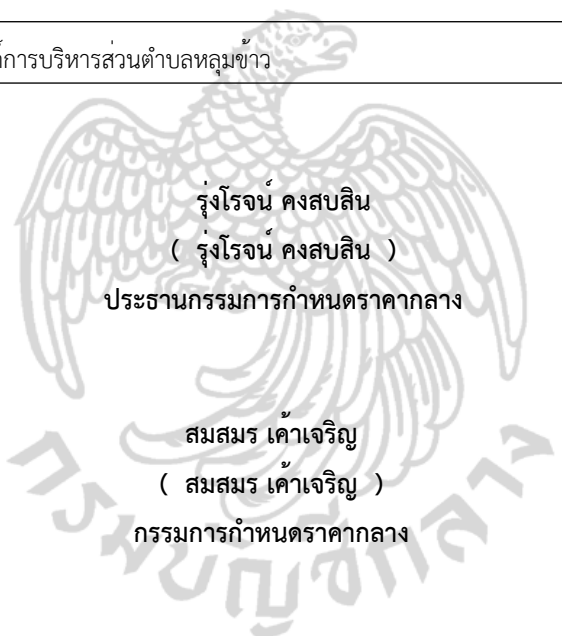 การบริหารส่วนตำบลหลุมข้าว
รุ่งโรจน์ คงสบสิน
( รุ่งโรจน์ คงสบสิน )
ประธานกรรมการกำหนดราคากลาง
สมสมร เค้าเจริญ
( สมสมร เค้าเจริญ )
กรรมการกำหนดราคากลาง
กรมบัญชีกลาง